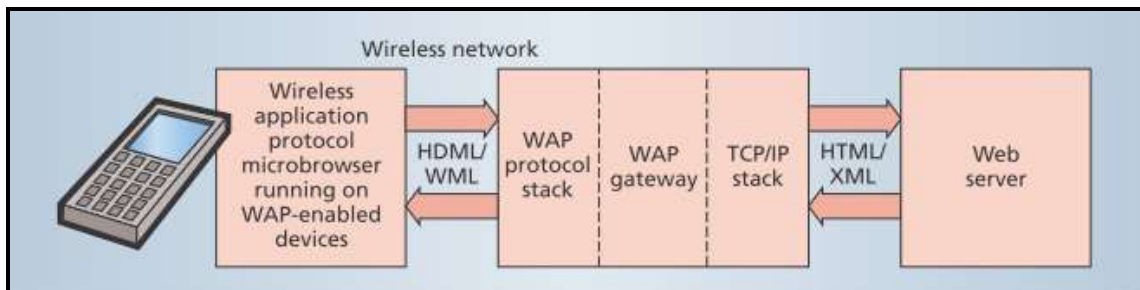 Wireless network
Wireless
application
protocol
microbrowser
running on
WAP-enabled
devices
HDML/
WML
WAP
protocol
stack
WAP
gateway
TCP/IP
stack
HTML/
XML
Web
server